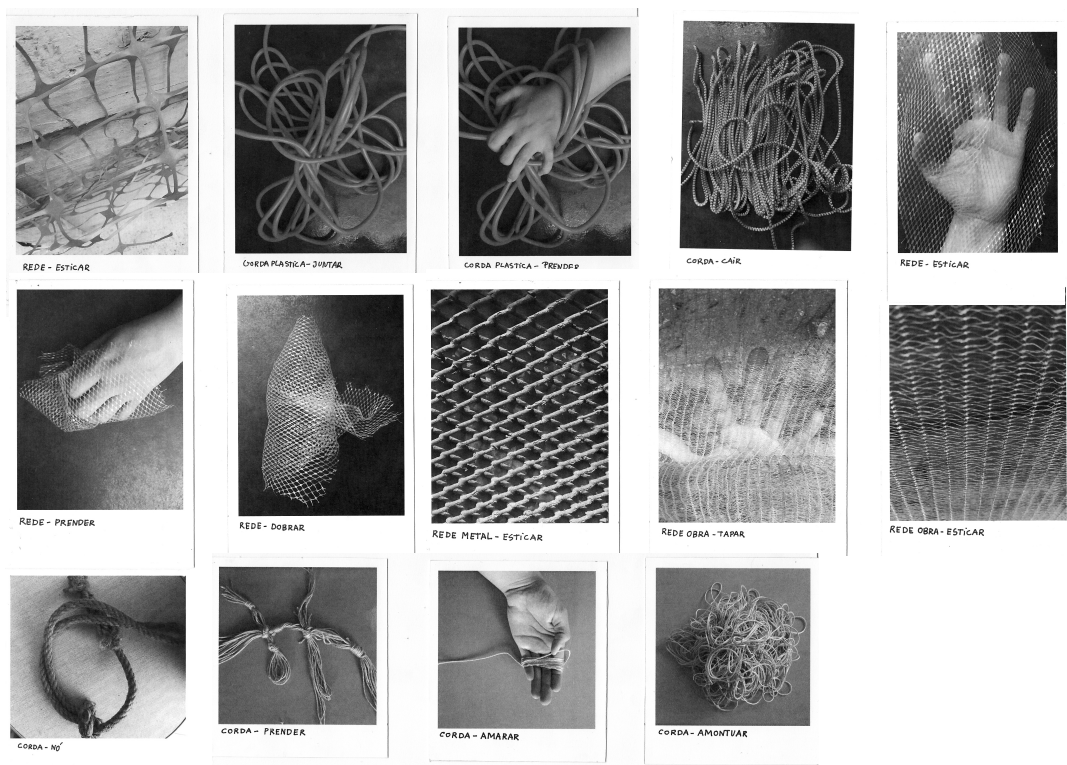 REDE - ESTICAR
CORDA PLASTICA - JUNTAR
CORDA PLASTICA - PRENDER
CORDA - CAIR
REDE - ESTICAR
REDE - PRENDER
REDE - DOBRAR
REDE METAL - ESTICAR
REDE OBRA - TAPAR
REDE OBRA - ESTICAR
CORDA - NÓ
CORDA - PRENDER
CORDA - AMARAR
CORDA - AMONTUAR